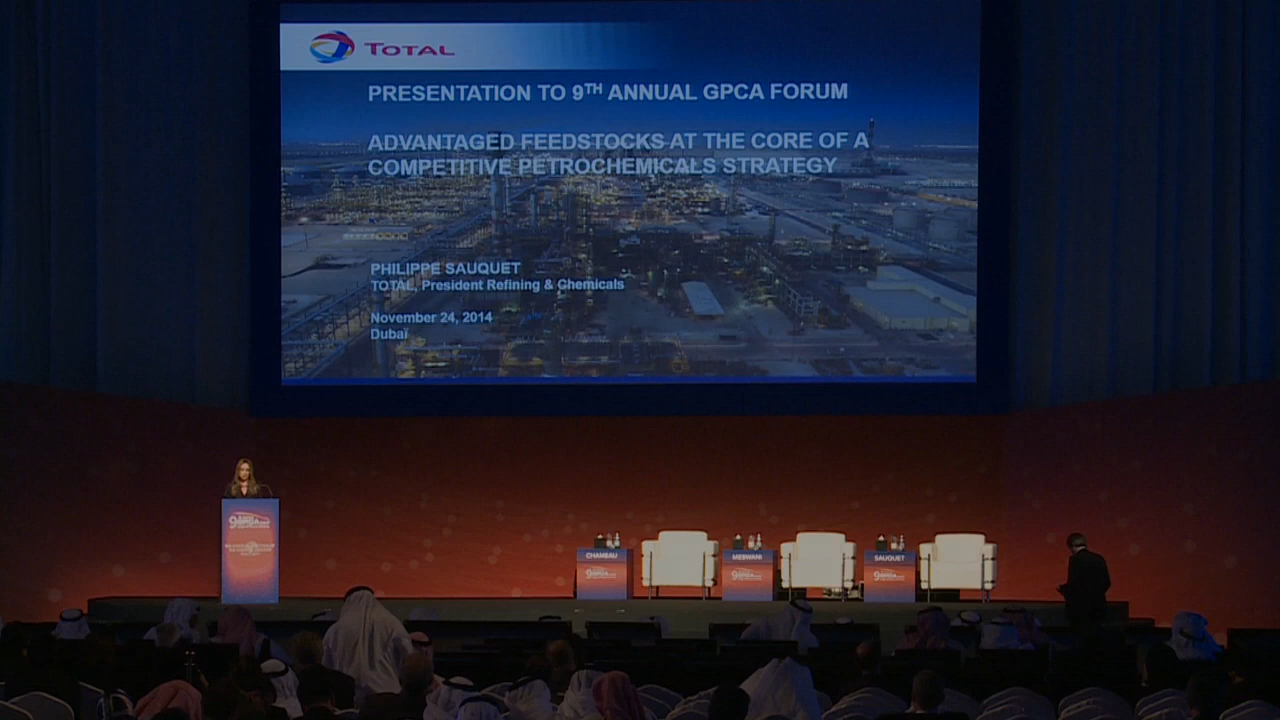 TOTAL
PRESENTATION TO 9TH ANNUAL GPCA FORUM
ADVANTAGED FEEDSTOCKS AT THE CORE OF A
COMPETITIVE PETROCHEMICALS STRATEGY
PHILIPPE SAUQUET
TOTAL, President Refining & Chemicals
November 24, 2014
Dubaï
CHAMBAU
MESWANI
SAUQUET